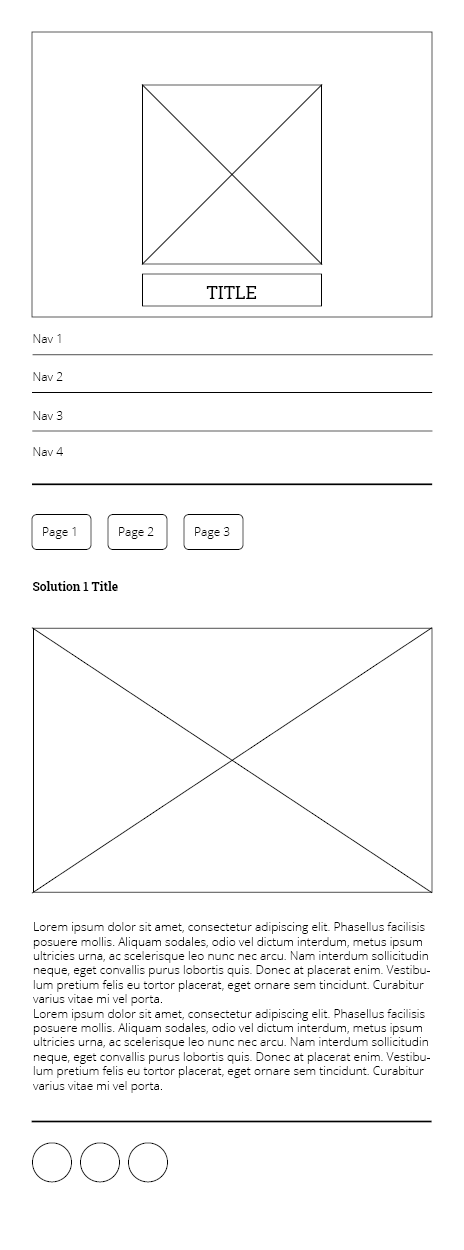 TITLE
Nav 1
Nav 2
Nav 3
Nav 4
Page 1 Page 2 Page 3
Solution 1 Title
Lorem ipsum dolor sit amet, consectetur adipiscing elit. Phasellus facilisis
posuere mollis. Aliquam sodales, odio vel dictum interdum, metus ipsum
ultricies urna, ac scelerisque leo nunc nec arcu. Nam interdum sollicitudin
neque, eget convallis purus lobortis quis. Donec at placerat enim. Vestibu-
lum pretium felis eu tortor placerat, eget ornare sem tincidunt. Curabitur
varius vitae mi vel porta.
Lorem ipsum dolor sit amet, consectetur adipiscing elit. Phasellus facilisis
posuere mollis. Aliquam sodales, odio vel dictum interdum, metus ipsum
ultricies urna, ac scelerisque leo nunc nec arcu. Nam interdum sollicitudin
neque, eget convallis purus lobortis quis. Donec at placerat enim. Vestibu-
lum pretium felis eu tortor placerat, eget ornare sem tincidunt. Curabitur
varius vitae mi vel porta.